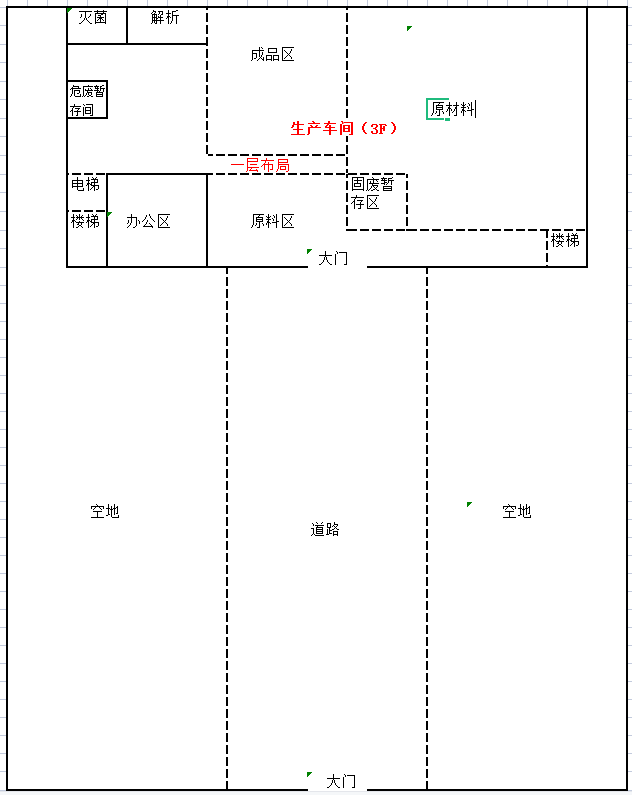 灭菌
解析
成品区
危废暂
存间
原材料
生产车间（3F）
一层布局
电梯
固废暂
存区
楼梯
办公区
原料区
楼梯
大门
空地
空地
道路
大门